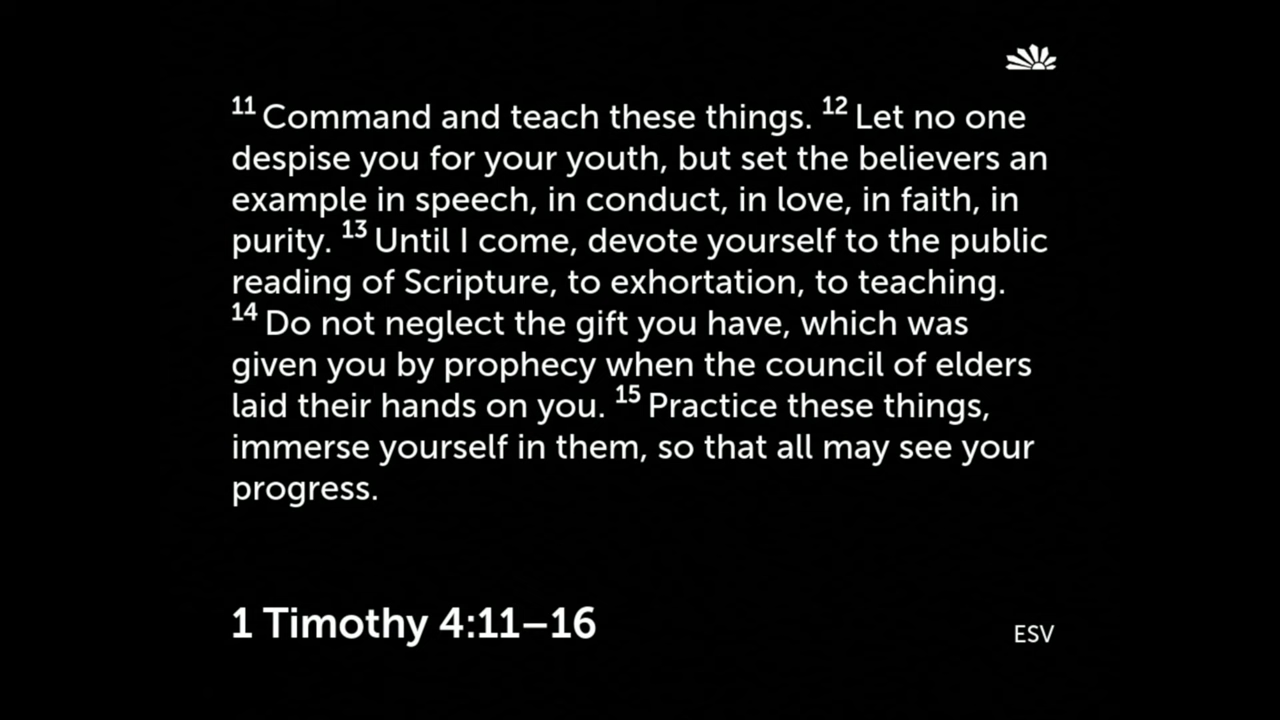 11 Command and teach these things. 12 Let no one
despise you for your youth, but set the believers an
example in speech, in conduct, in love, in faith, in
purity. 13 Until I come, devote yourself to the public
reading of Scripture, to exhortation, to teaching.
14 Do not neglect the gift you have, which was
given you by prophecy when the council of elders
laid their hands on you. 15 Practice these things,
immerse yourself in them, so that all may see your
progress.
1 Timothy 4:11–16
ESV